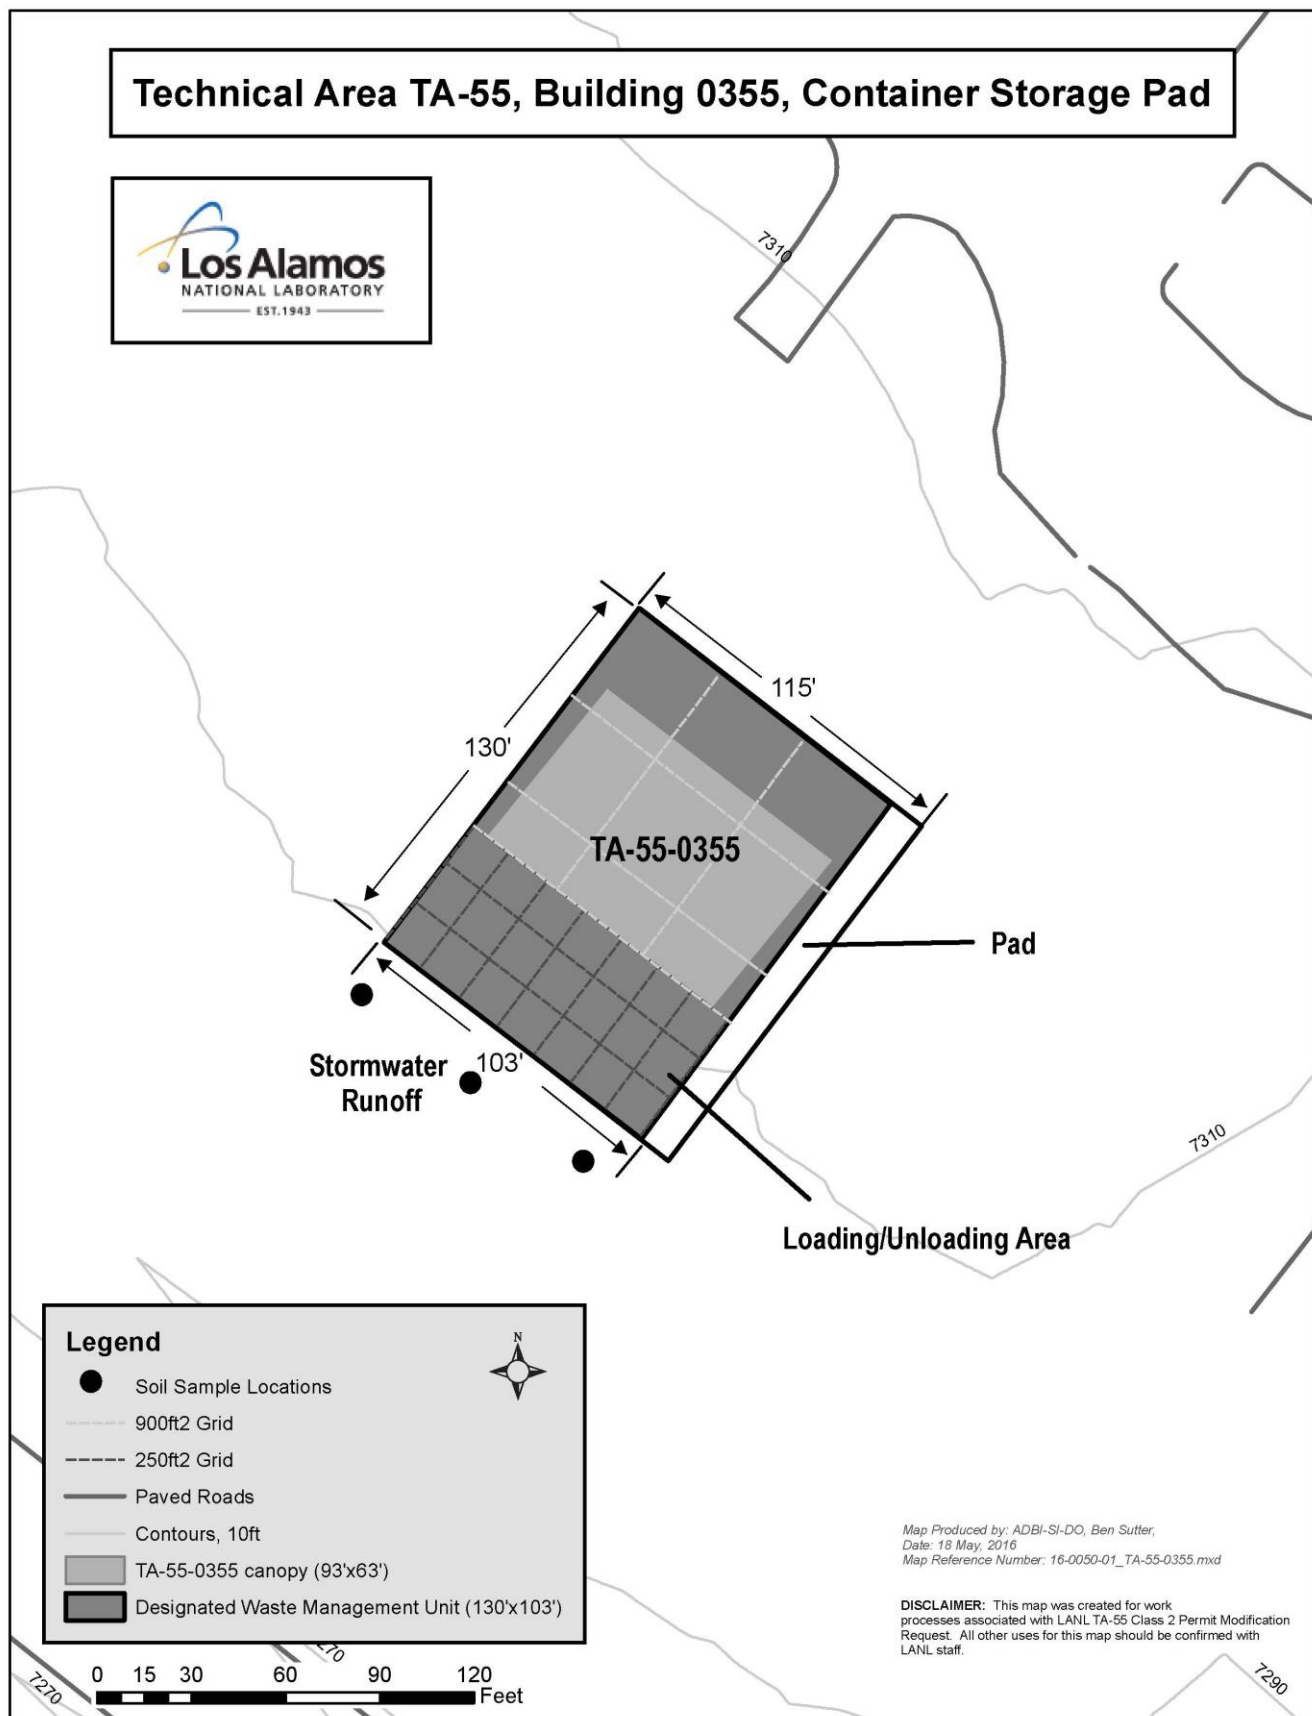 Technical Area TA-55, Building 0355, Container Storage Pad
Los Alamos
NATIONAL LABORATORY
EST.1943
7310
115'
130'
TA-55-0355
Pad
Stormwater
Runoff
103'
7310
Loading/Unloading Area
Legend
N
Soil Sample Locations
900ft2 Grid
250ft2 Grid
Paved Roads
Contours, 10ft
TA-55-0355 canopy (93'x63')
Designated Waste Management Unit (130'x103')
Map Produced by: ADBI-SI-DO, Ben Sutter,
Date: 18 May, 2016
Map Reference Number: 16-0050-01_TA-55-0355.mxd
DISCLAIMER: This map was created for work
processes associated with LANL TA-55 Class 2 Permit Modification
Request. All other uses for this map should be confirmed with
LANL staff.
7270
270
7290
0 15 30 60 90 120
Feet